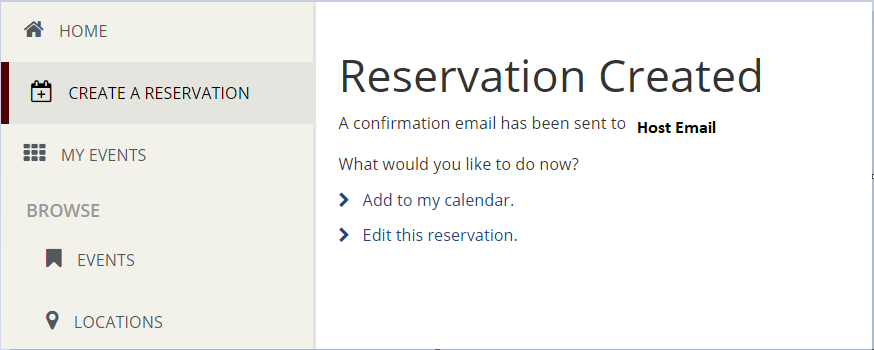 HOME
CREATE A RESERVATION
MY EVENTS
BROWSE
EVENTS
LOCATIONS
Reservation Created
A confirmation email has been sent to Host Email
What would you like to do now?
Add to my calendar.
Edit this reservation.